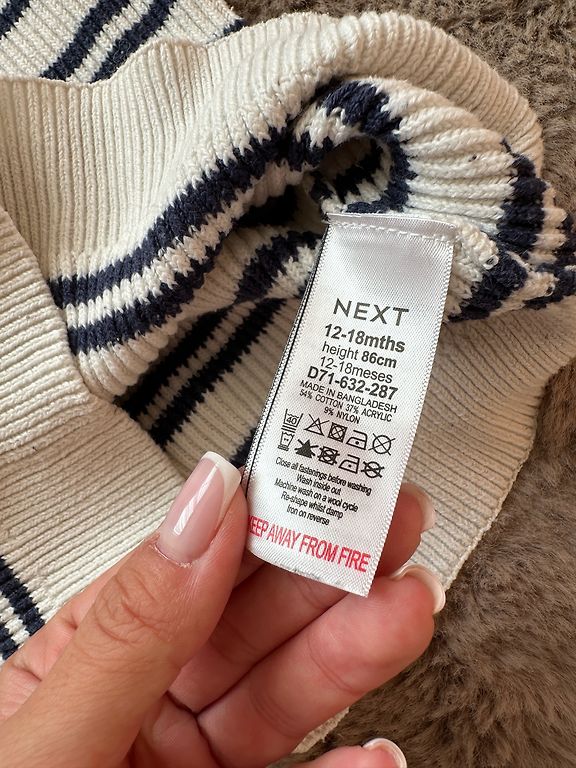 NEXT
12-18mths
height 86cm
12-18meses
D71-632-287
MADE IN BANGLADESH
54% COTTON 37% ACRYLIC
9% NYLON
40
Close all fastenings before washing
Wash inside out
Machine wash on a wool cycle
Re-shape whilst damp
Iron on reverse
KEEP AWAY FROM FIRE